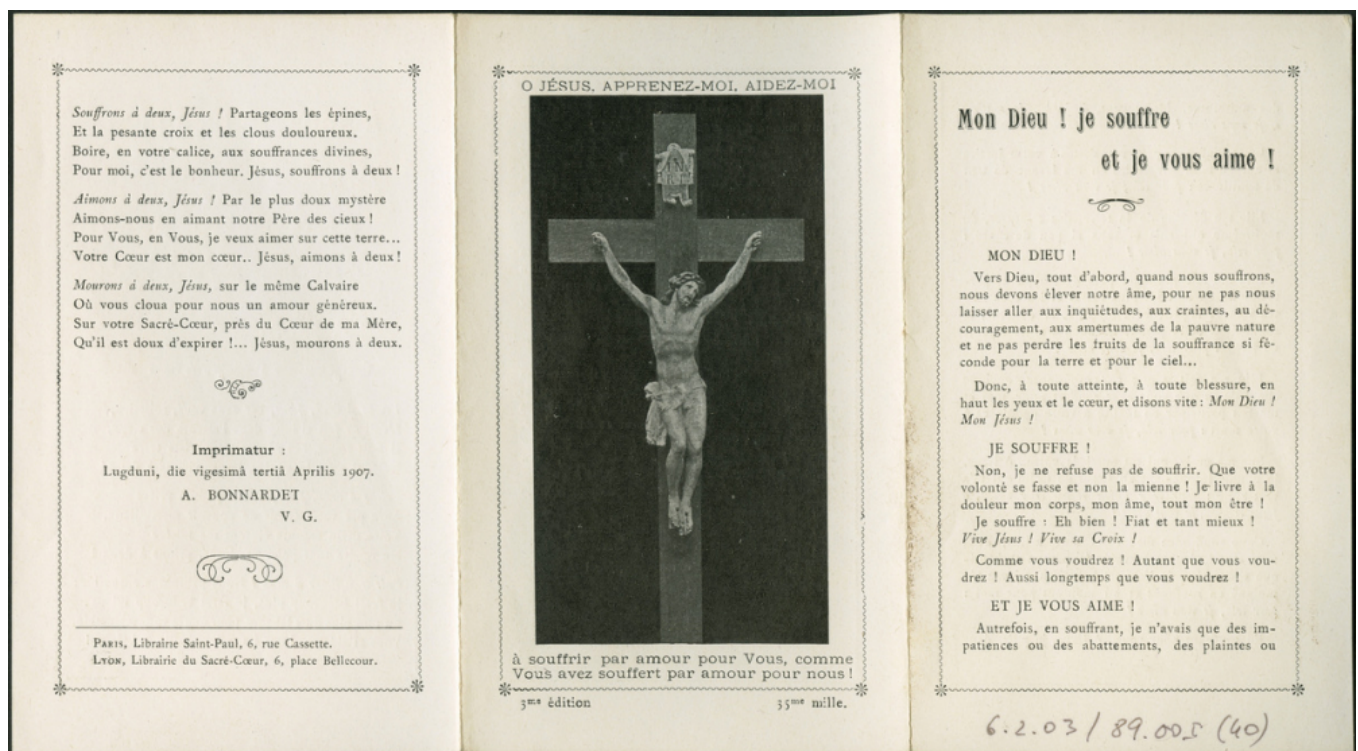 Souffrons à deux, Jésus ! Partageons les épines,
Et la pesante croix et les clous douloureux.
Boire, en votre calice, aux souffrances divines,
Pour moi, c'est le bonheur. Jésus, souffrons à deux !
Aimons à deux, Jésus ! Par le plus doux mystère
Aimons-nous en aimant notre Père des cieux !
Pour Vous, en Vous, je veux aimer sur cette terre...
Votre Cœur est mon cœur.. Jésus, aimons à deux !
Mourons à deux, Jésus, sur le même Calvaire
Où vous cloua pour nous un amour généreux.
Sur votre Sacré-Cœur, près du Cœur de ma Mère,
Qu'il est doux d'expirer !... Jésus, mourons à deux.
Imprimatur :
Lugduni, die vigesimâ tertiâ Aprilis 1907.
A. BONNARDET
V. G.
PARIS, Librairie Saint-Paul, 6, rue Cassette.
LYON, Librairie du Sacré-Cœur, 6, place Bellecour.
O JÉSUS, APPRENEZ-MOI, AIDEZ-MOI
à souffrir par amour pour Vous, comme
Vous avez souffert par amour pour nous !
3me édition 35me mille.
Mon Dieu ! je souffre
et je vous aime !
MON DIEU !
Vers Dieu, tout d'abord, quand nous souffrons,
nous devons élever notre âme, pour ne pas nous
laisser aller aux inquiétudes, aux craintes, au dé-
couragement, aux amertumes de la pauvre nature
et ne pas perdre les fruits de la souffrance si fé-
conde pour la terre et pour le ciel...
Donc, à toute atteinte, à toute blessure, en
haut les yeux et le cœur, et disons vite : Mon Dieu !
Mon Jésus !
JE SOUFFRE !
Non, je ne refuse pas de souffrir. Que votre
volonté se fasse et non la mienne ! Je livre à la
douleur mon corps, mon âme, tout mon être !
Je souffre : Eh bien ! Fiat et tant mieux !
Vive Jésus ! Vive sa Croix !
Comme vous voudrez ! Autant que vous vou-
drez ! Aussi longtemps que vous voudrez !
ET JE VOUS AIME !
Autrefois, en souffrant, je n'avais que des im-
patiences ou des abattements, des plaintes ou
6.2.03 / 89.005 (40)